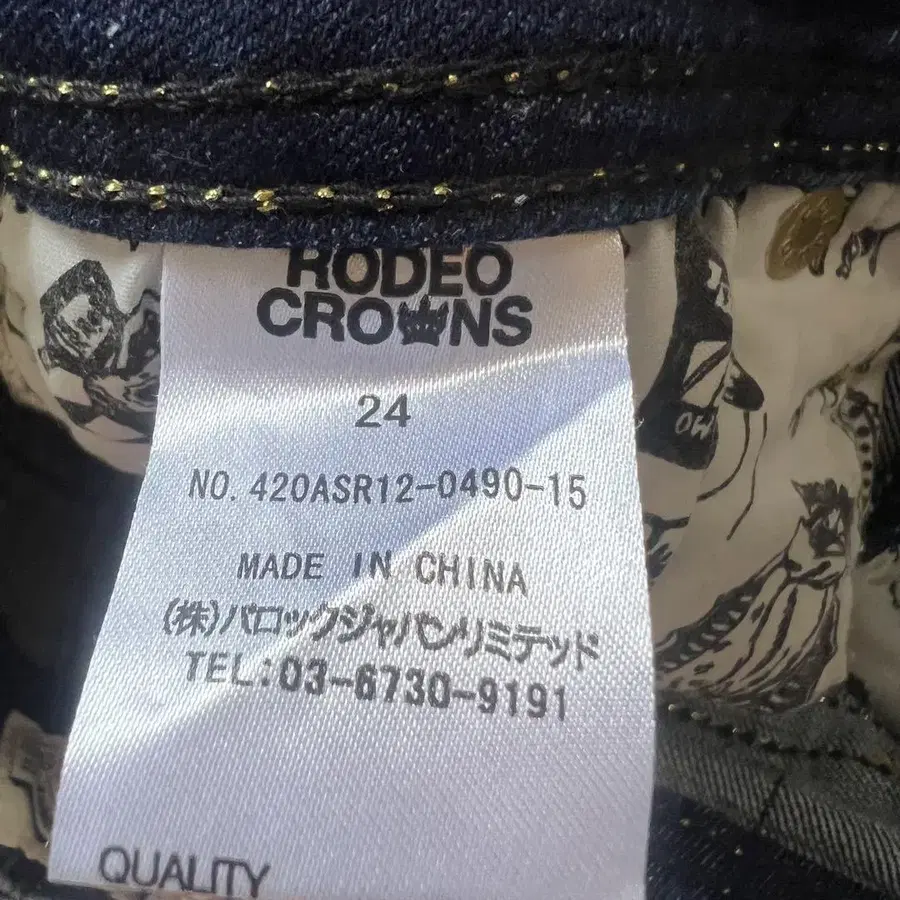 RODEO
CROWNS
24
NO. 420ASR12-0490-15
MADE IN CHINA
(株)バロックジャパンリミテッド
TEL:03-6730-9191
QUALITY
OW